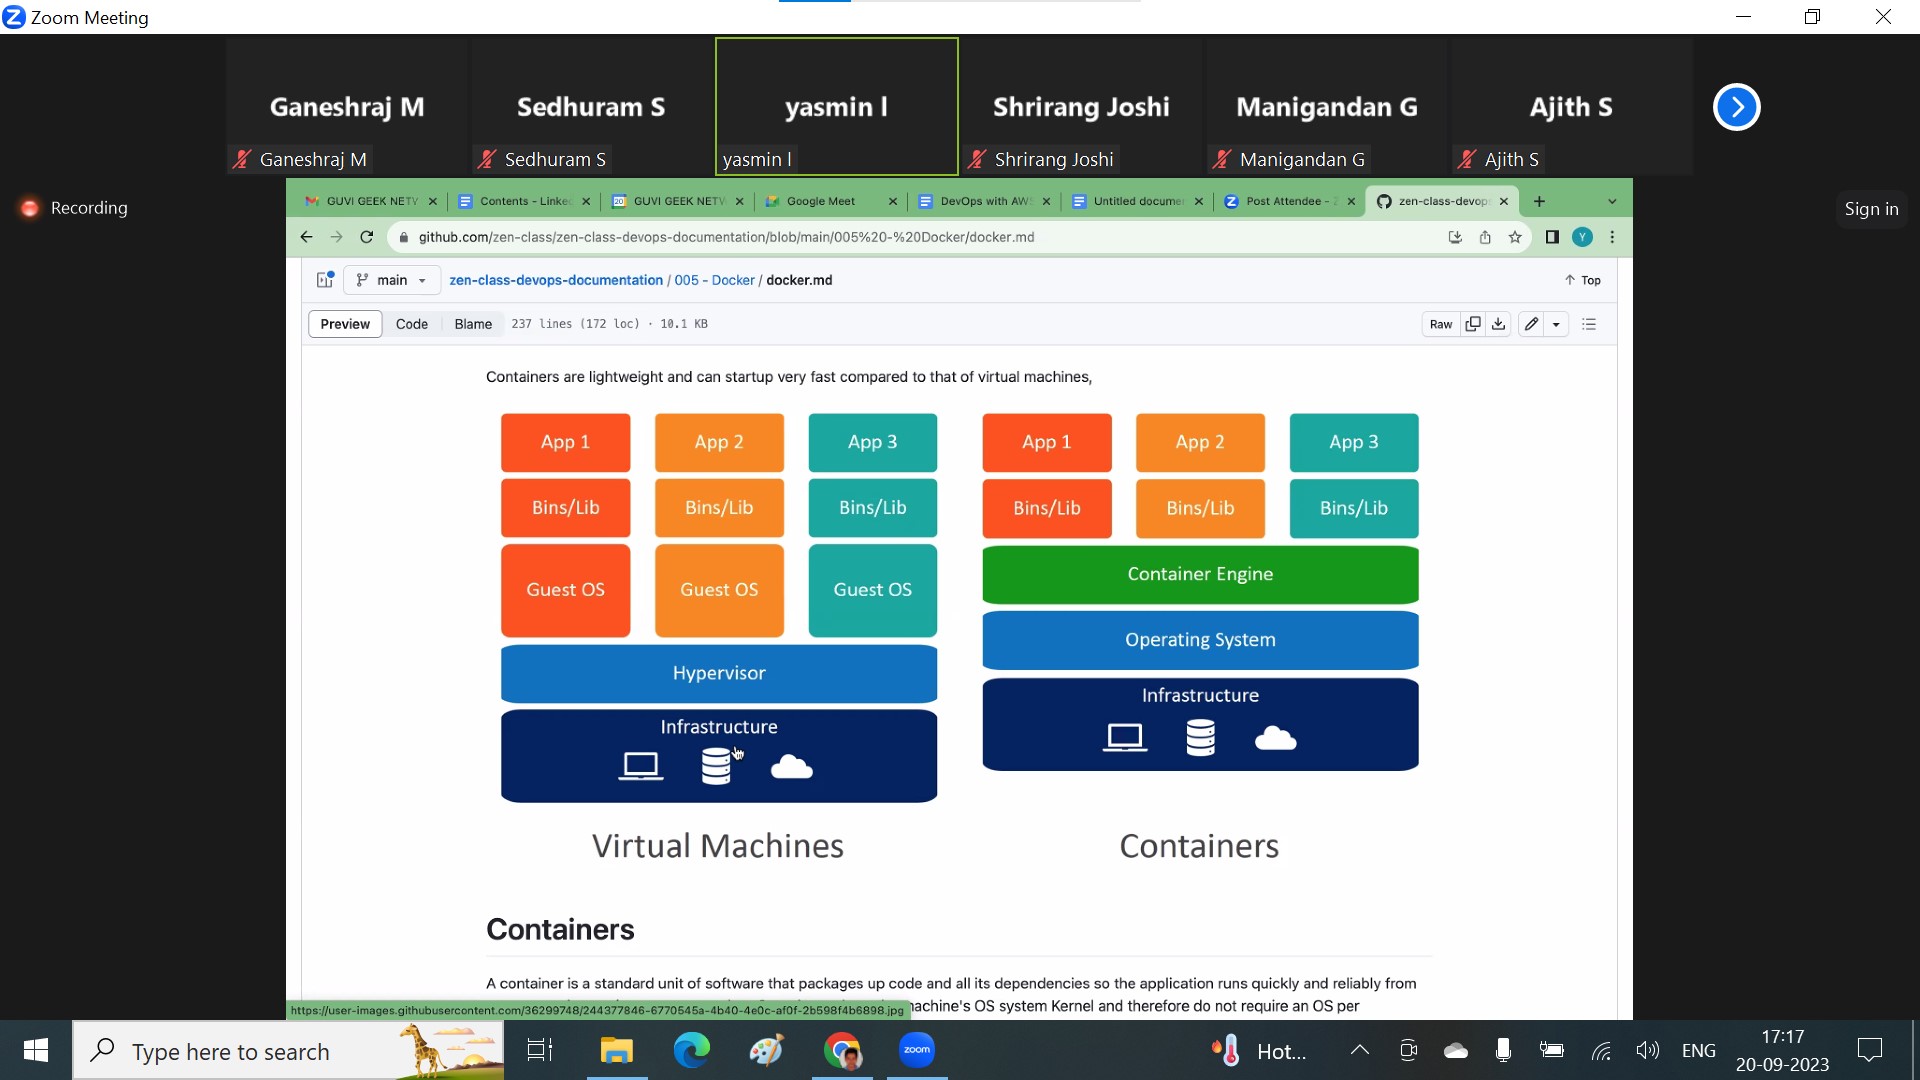 Zoom Meeting
Ganeshraj M
Sedhuram S
yasmin l
Shrirang Joshi
Manigandan G
Ajith S
Ganeshraj M
Sedhuram S
yasmin l
Shrirang Joshi
Manigandan G
Ajith S
Recording
Sign in
GUVI GEEK NETW
Contents - Linked
GUVI GEEK NETW
Google Meet
DevOps with AWS
Untitled documen
Post Attendee - Z
zen-class-devops
github.com/zen-class/zen-class-devops-documentation/blob/main/005%20-%20Docker/docker.md
Y
main
zen-class-devops-documentation / 005 - Docker / docker.md
Top
Preview Code Blame 237 lines (172 loc) · 10.1 KB
Raw
Containers are lightweight and can startup very fast compared to that of virtual machines,
App 1 App 2 App 3
Bins/Lib Bins/Lib Bins/Lib
Guest OS Guest OS Guest OS
Hypervisor
Infrastructure
Virtual Machines
App 1 App 2 App 3
Bins/Lib Bins/Lib Bins/Lib
Container Engine
Operating System
Infrastructure
Containers
Containers
A container is a standard unit of software that packages up code and all its dependencies so the application runs quickly and reliably from
machine's OS system Kernel and therefore do not require an OS per
https://user-images.githubusercontent.com/36299748/244377846-6770545a-4b40-4e0c-af0f-2b598f4b6898.jpg
Type here to search
zoom
Hot...
ENG
17:17
20-09-2023